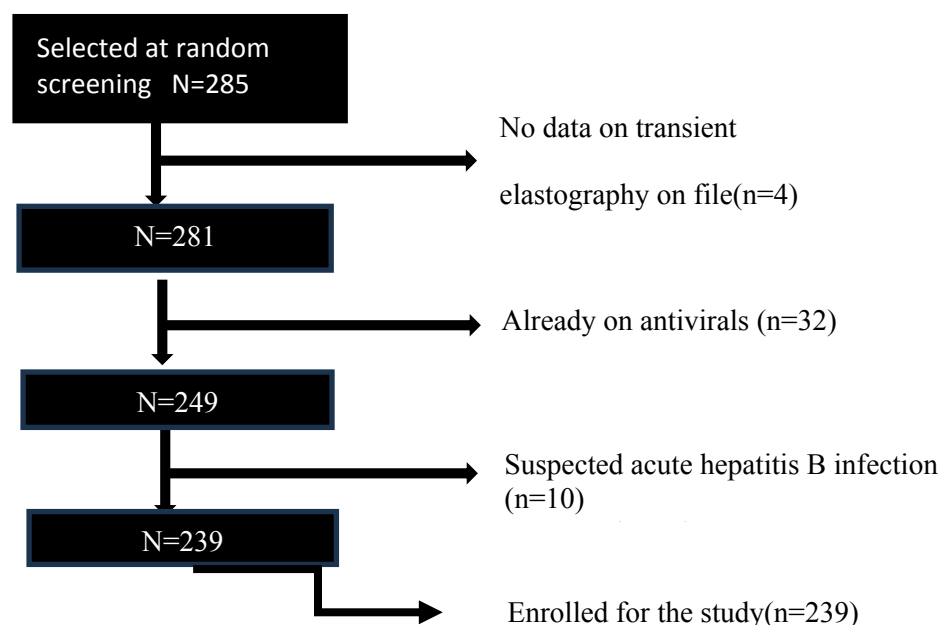 Selected at random
screening   N=285
No data on transient
elastography on file(n=4)
N=281
Already on antivirals (n=32)
N=249
Suspected acute hepatitis B infection
(n=10)
N=239
Enrolled for the study(n=239)